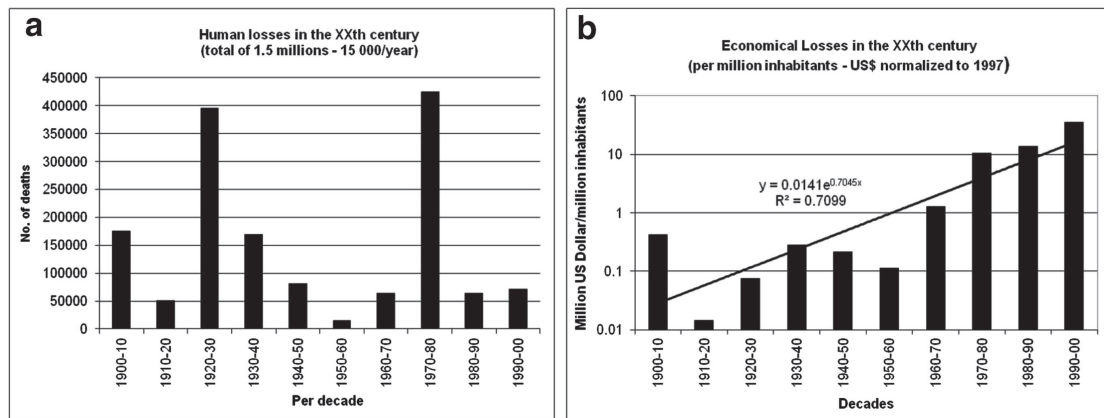 a
Human losses in the XXth century
(total of 1.5 millions - 15 000/year)
No. of deaths
450000
400000
350000
300000
250000
200000
150000
100000
50000
0
1900-10
1910-20
1920-30
1930-40
1940-50
1950-60
1960-70
1970-80
1980-90
1990-00
Per decade
b
Economical Losses in the XXth century
(per million inhabitants - US$ normalized to 1997)
Million US Dollar/million inhabitants
100
10
1
0.1
0.01
y = 0.0141e^0.7045x
R² = 0.7099
1900-10
1910-20
1920-30
1930-40
1940-50
1950-60
1960-70
1970-80
1980-90
1990-00
Decades